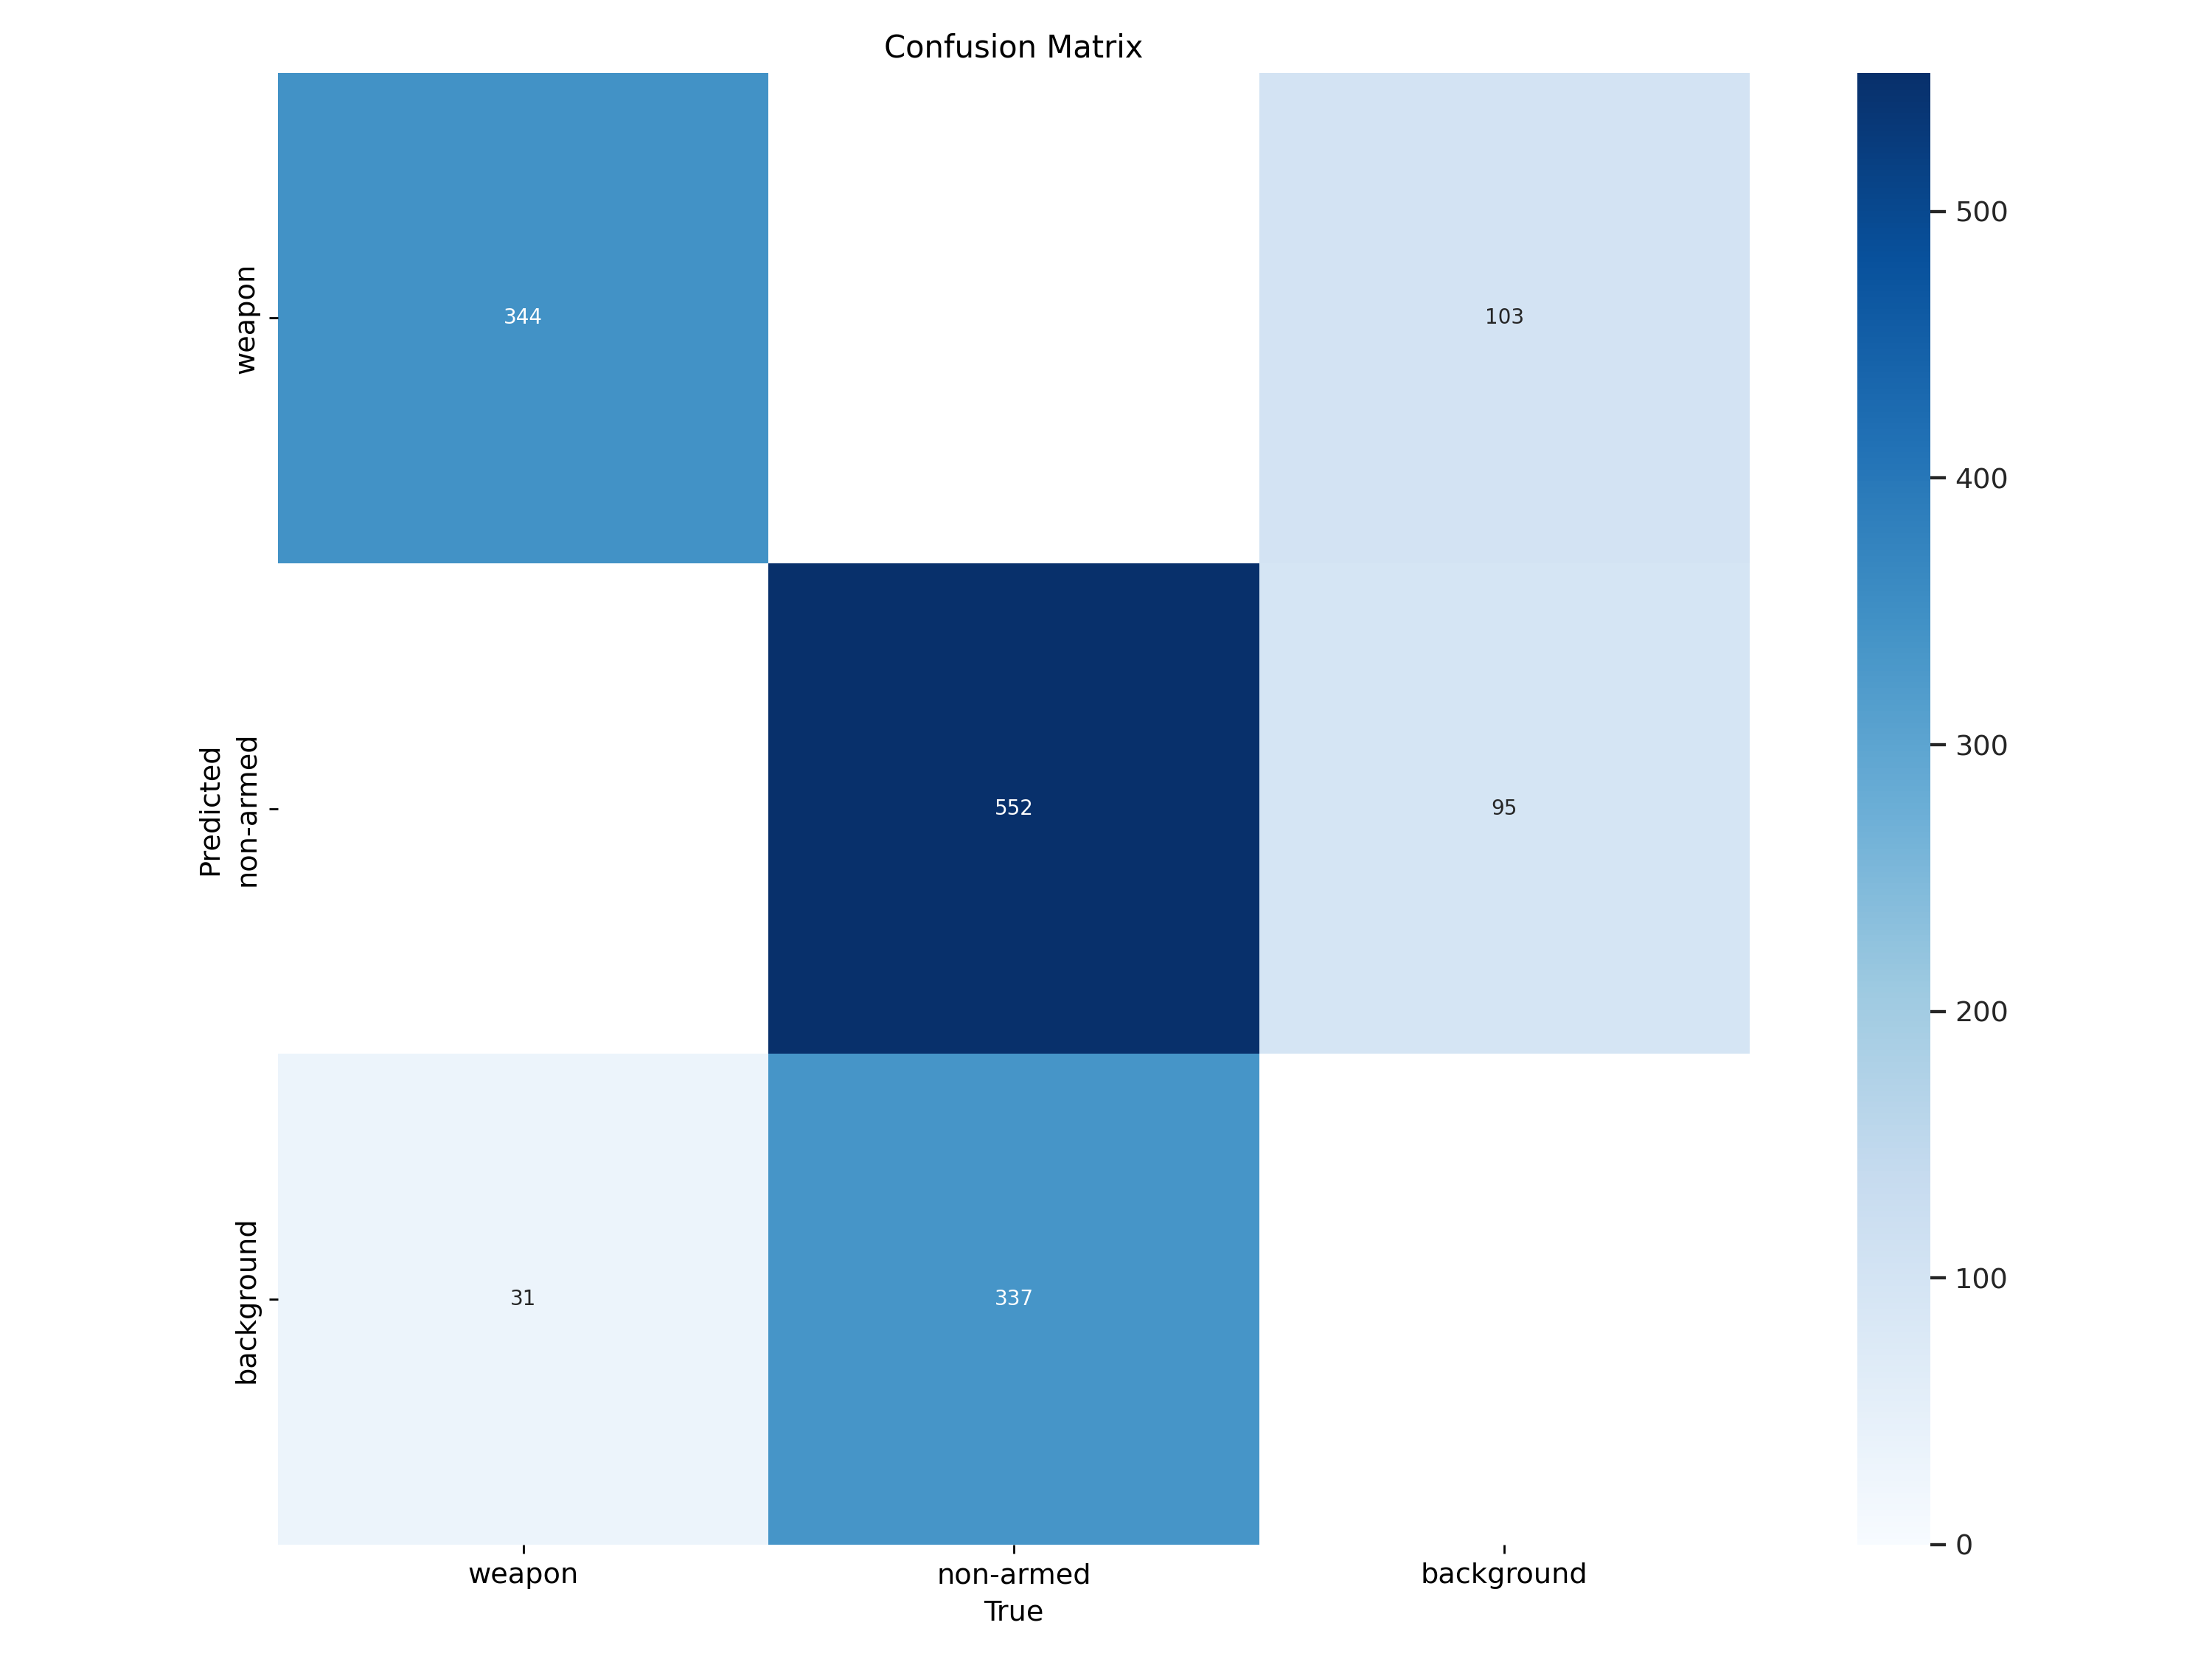 Confusion Matrix
weapon
344
103
500
400
Predicted
non-armed
552
95
300
200
background
31
337
100
0
weapon
non-armed
background
True